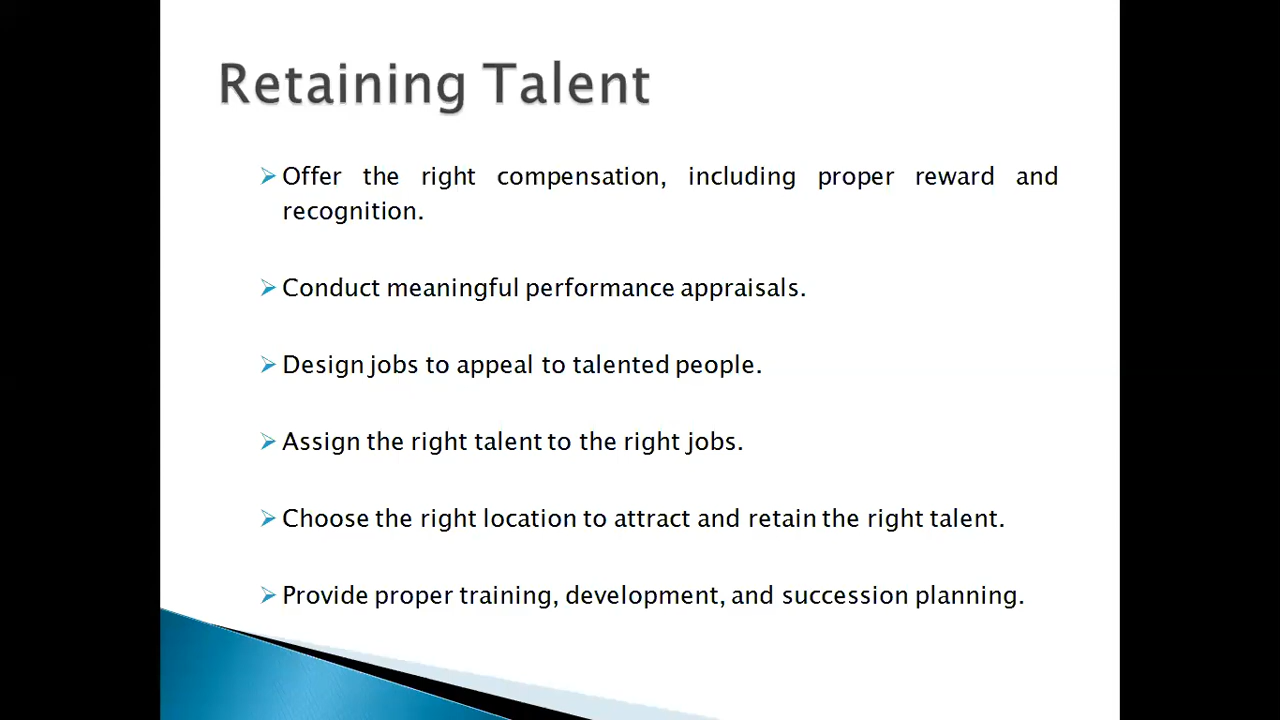 Retaining Talent
Offer the right compensation, including proper reward and
recognition.
Conduct meaningful performance appraisals.
Design jobs to appeal to talented people.
Assign the right talent to the right jobs.
Choose the right location to attract and retain the right talent.
Provide proper training, development, and succession planning.